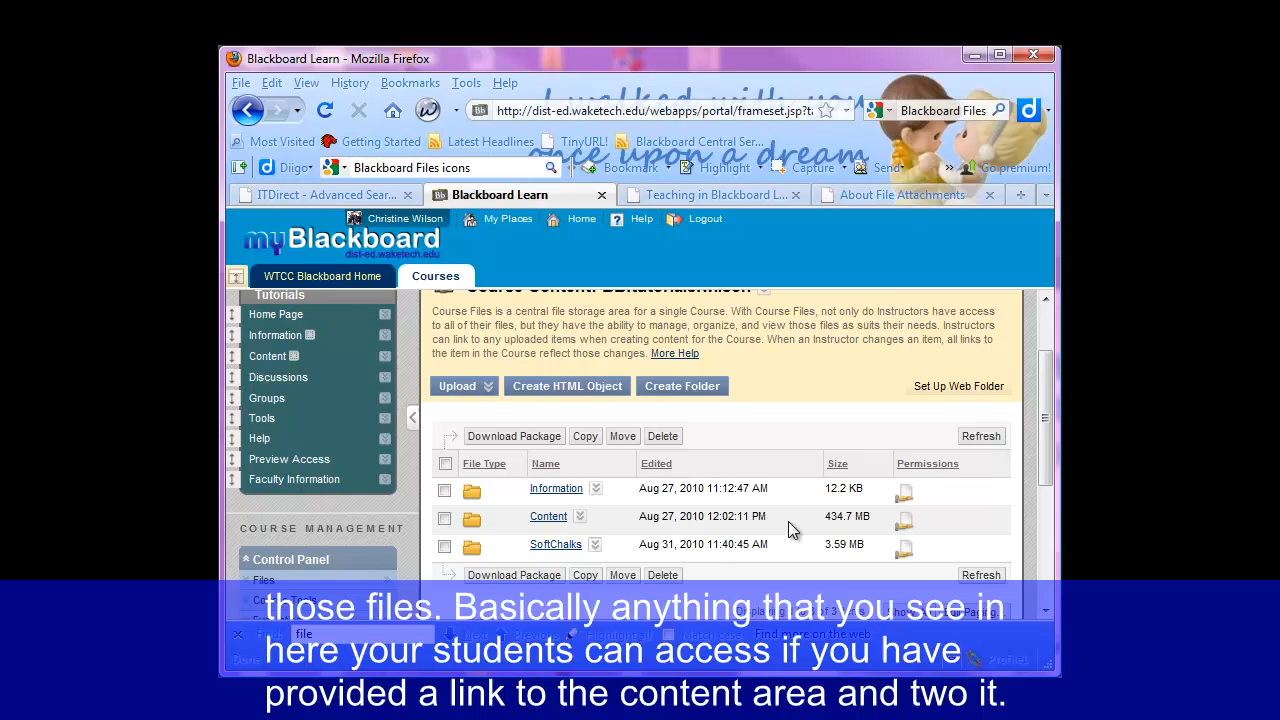 Blackboard Learn - Mozilla Firefox
File Edit View History Bookmarks Tools Help
http://dist-ed.waketech.edu/webapps/portal/frameset.jsp?t Blackboard Files
I walked with you
Most Visited Getting Started Latest Headlines TinyURL! Blackboard Central Ser...
once upon a dream
Diigo Blackboard Files icons Bookmark Highlight Capture Send » Go premium!
ITDirect - Advanced Sear... Blackboard Learn Teaching in Blackboard L... About File Attachments
Christine Wilson My Places Home Help Logout
myBlackboard
dist-ed.waketech.edu
WTCC Blackboard Home Courses
Tutorials
Home Page
Information
Content
Discussions
Groups
Tools
Help
Preview Access
Faculty Information
COURSE MANAGEMENT
Control Panel
Files
Course Files is a central file storage area for a single Course. With Course Files, not only do Instructors have access
to all of their files, but they have the ability to manage, organize, and view those files as suits their needs. Instructors
can link to any uploaded items when creating content for the Course. When an Instructor changes an item, all links
to the item in the Course reflect those changes. More Help
Upload Create HTML Object Create Folder Set Up Web Folder
Download Package Copy Move Delete Refresh
File Type Name Edited Size Permissions
Information Aug 27, 2010 11:12:47 AM 12.2 KB
Content Aug 27, 2010 12:02:11 PM 434.7 MB
SoftChalks Aug 31, 2010 11:40:45 AM 3.59 MB
Download Package Copy Move Delete Refresh
those files. Basically anything that you see in
here your students can access if you have
provided a link to the content area and two it.
file
Find more on the web